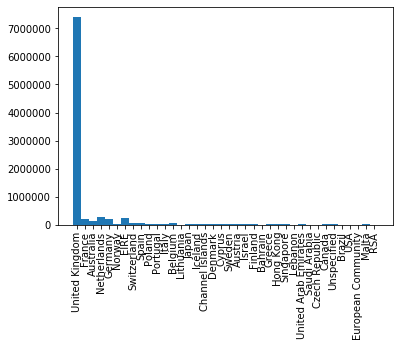 7000000
6000000
5000000
4000000
3000000
2000000
1000000
0
United Kingdom
France
Australia
Netherlands
Germany
Norway
EIRE
Switzerland
Spain
Poland
Portugal
Italy
Belgium
Lithuania
Japan
Iceland
Channel Islands
Denmark
Cyprus
Sweden
Austria
Israel
Finland
Bahrain
Greece
Hong Kong
Singapore
Lebanon
United Arab Emirates
Saudi Arabia
Czech Republic
Canada
Unspecified
Brazil
USA
European Community
Malta
RSA